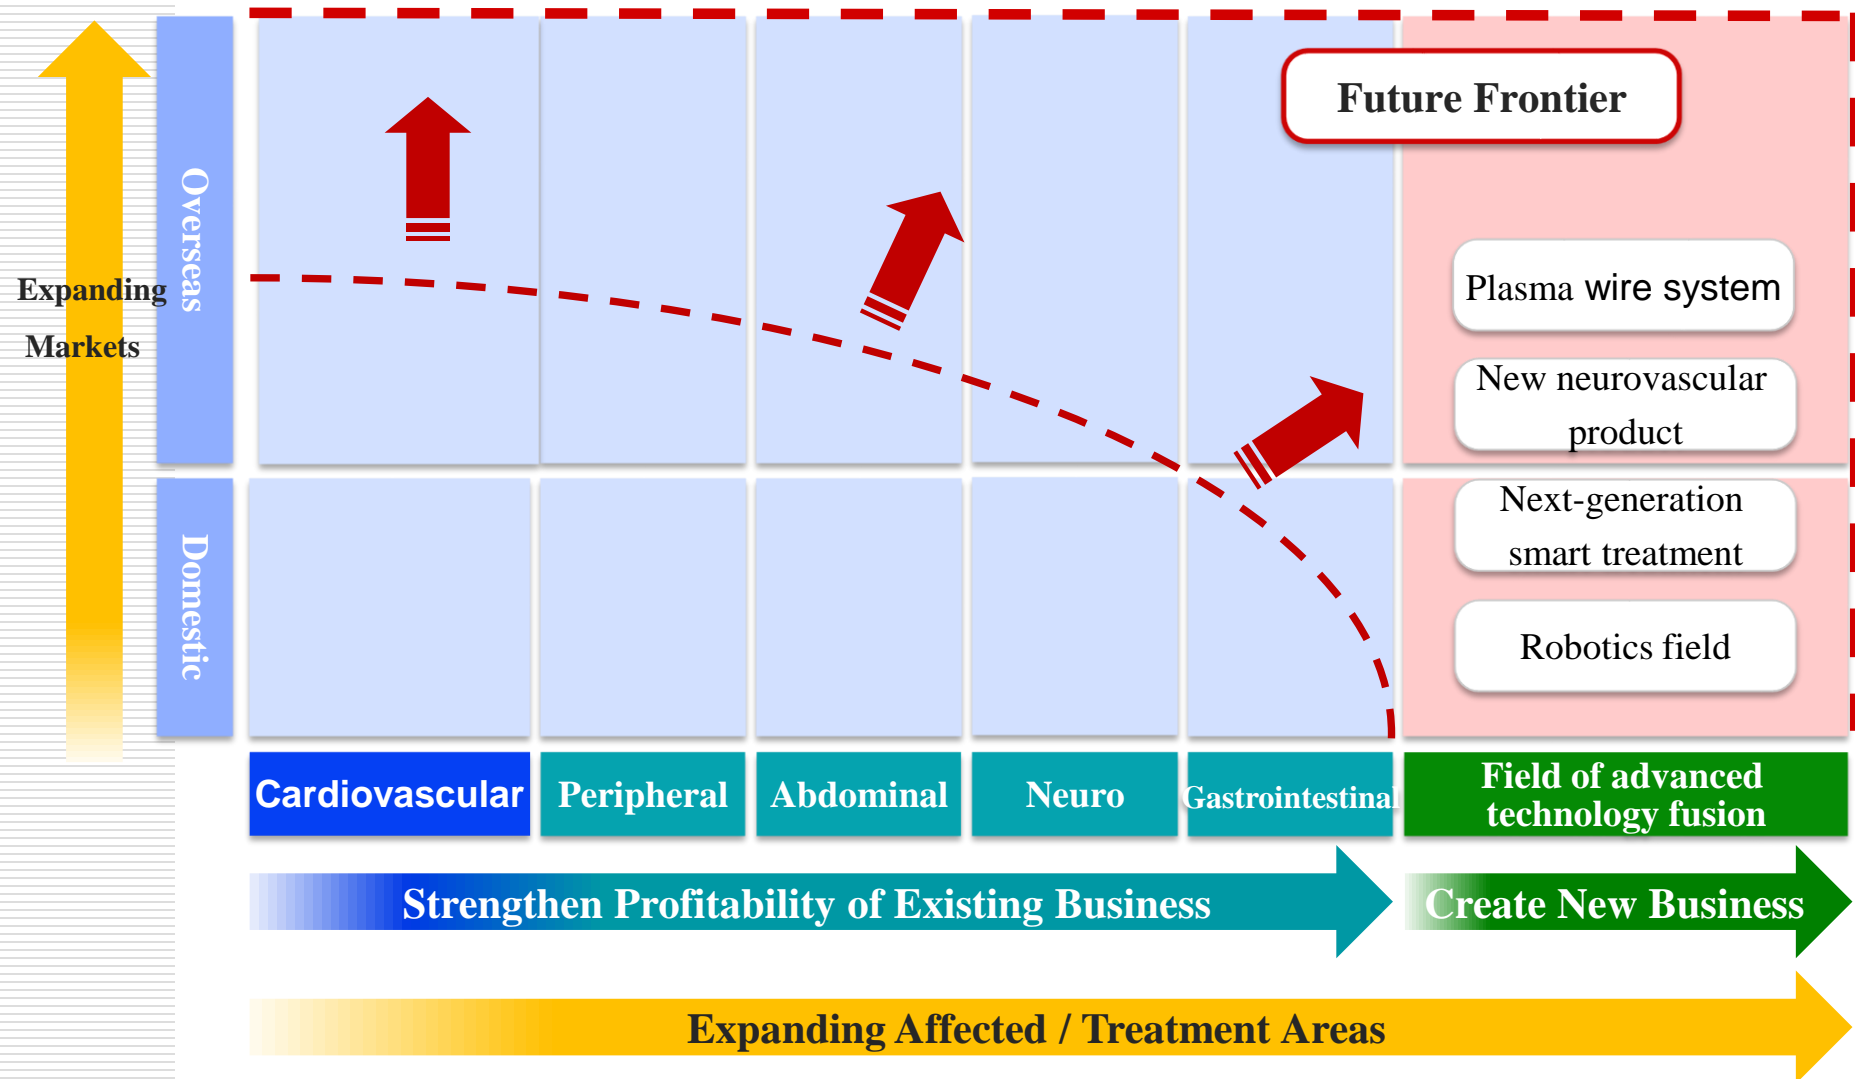 Future Frontier
Overseas
Expanding
Markets
Plasma wire system
New neurovascular
product
Next-generation
smart treatment
Domestic
Robotics field
Cardiovascular
Peripheral
Abdominal
Neuro
Gastrointestinal
Field of advanced
technology fusion
Strengthen Profitability of Existing Business
Create New Business
Expanding Affected / Treatment Areas